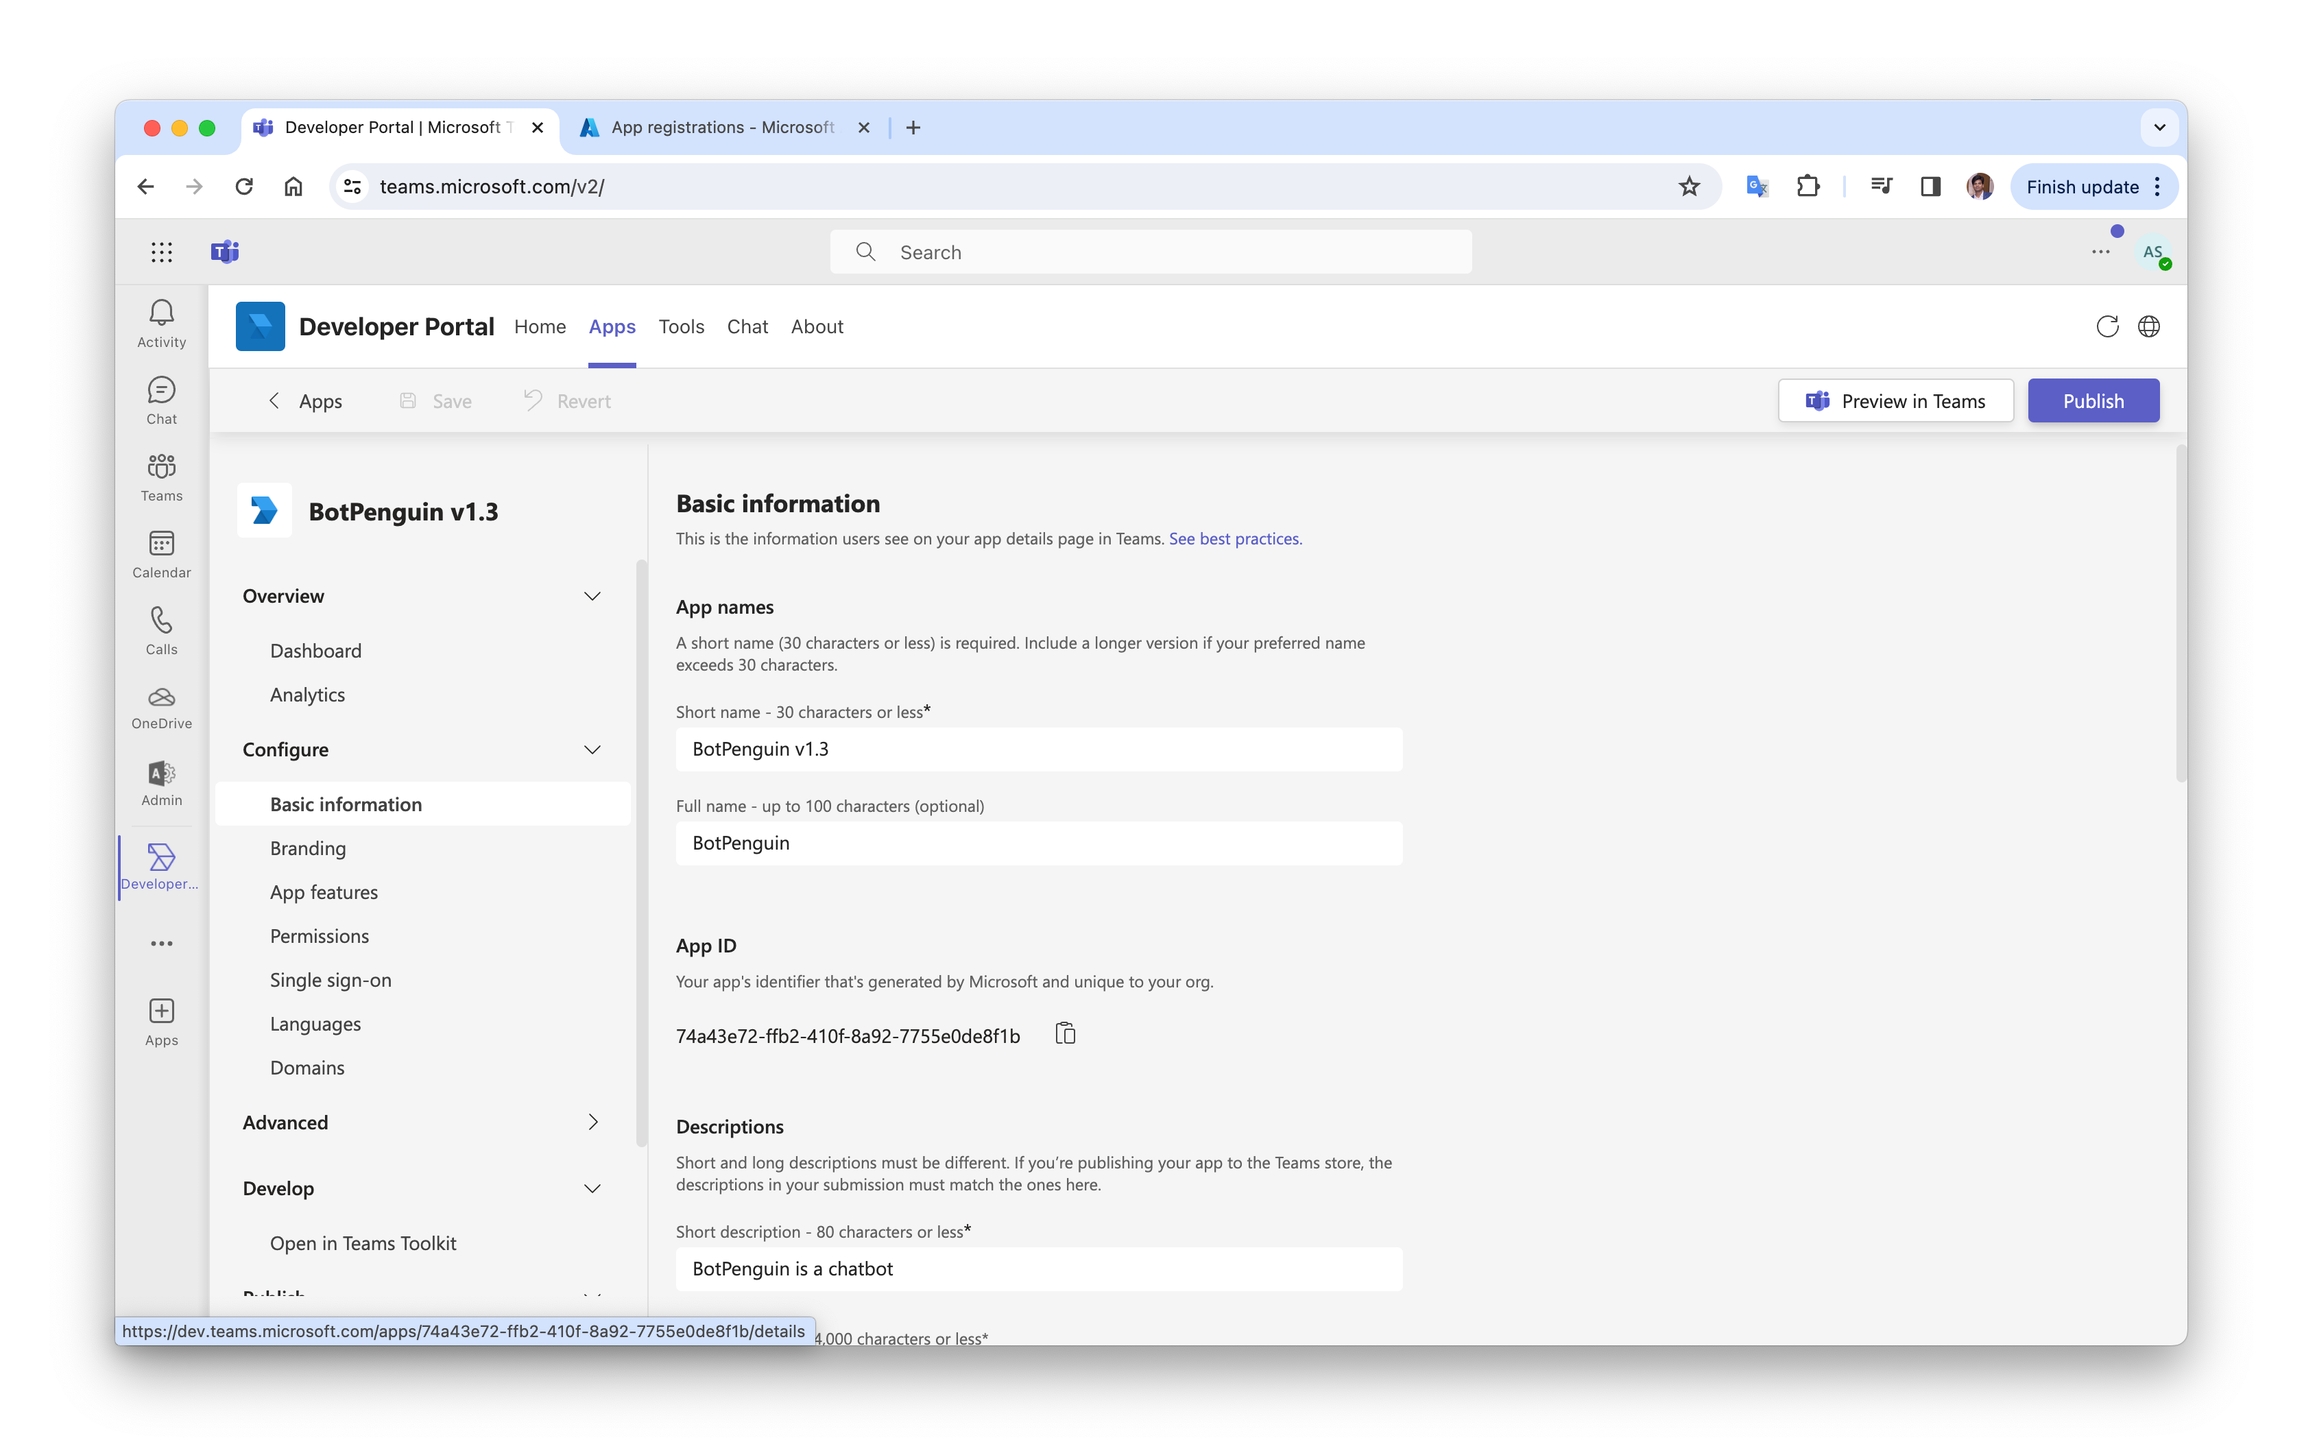 Developer Portal | Microsoft T
App registrations - Microsoft
teams.microsoft.com/v2/
Finish update
Search
AS
Activity
Chat
Teams
Calendar
Calls
OneDrive
Admin
Developer...
Apps
Developer Portal
Home
Apps
Tools
Chat
About
Apps
Save
Revert
Preview in Teams
Publish
BotPenguin v1.3
Overview
Dashboard
Analytics
Configure
Basic information
Branding
App features
Permissions
Single sign-on
Languages
Domains
Advanced
Develop
Open in Teams Toolkit
Publish
Basic information
This is the information users see on your app details page in Teams. See best practices.
App names
A short name (30 characters or less) is required. Include a longer version if your preferred name
exceeds 30 characters.
Short name - 30 characters or less*
BotPenguin v1.3
Full name - up to 100 characters (optional)
BotPenguin
App ID
Your app's identifier that's generated by Microsoft and unique to your org.
74a43e72-ffb2-410f-8a92-7755e0de8f1b
Descriptions
Short and long descriptions must be different. If you’re publishing your app to the Teams store, the
descriptions in your submission must match the ones here.
Short description - 80 characters or less*
BotPenguin is a chatbot
4,000 characters or less*
https://dev.teams.microsoft.com/apps/74a43e72-ffb2-410f-8a92-7755e0de8f1b/details